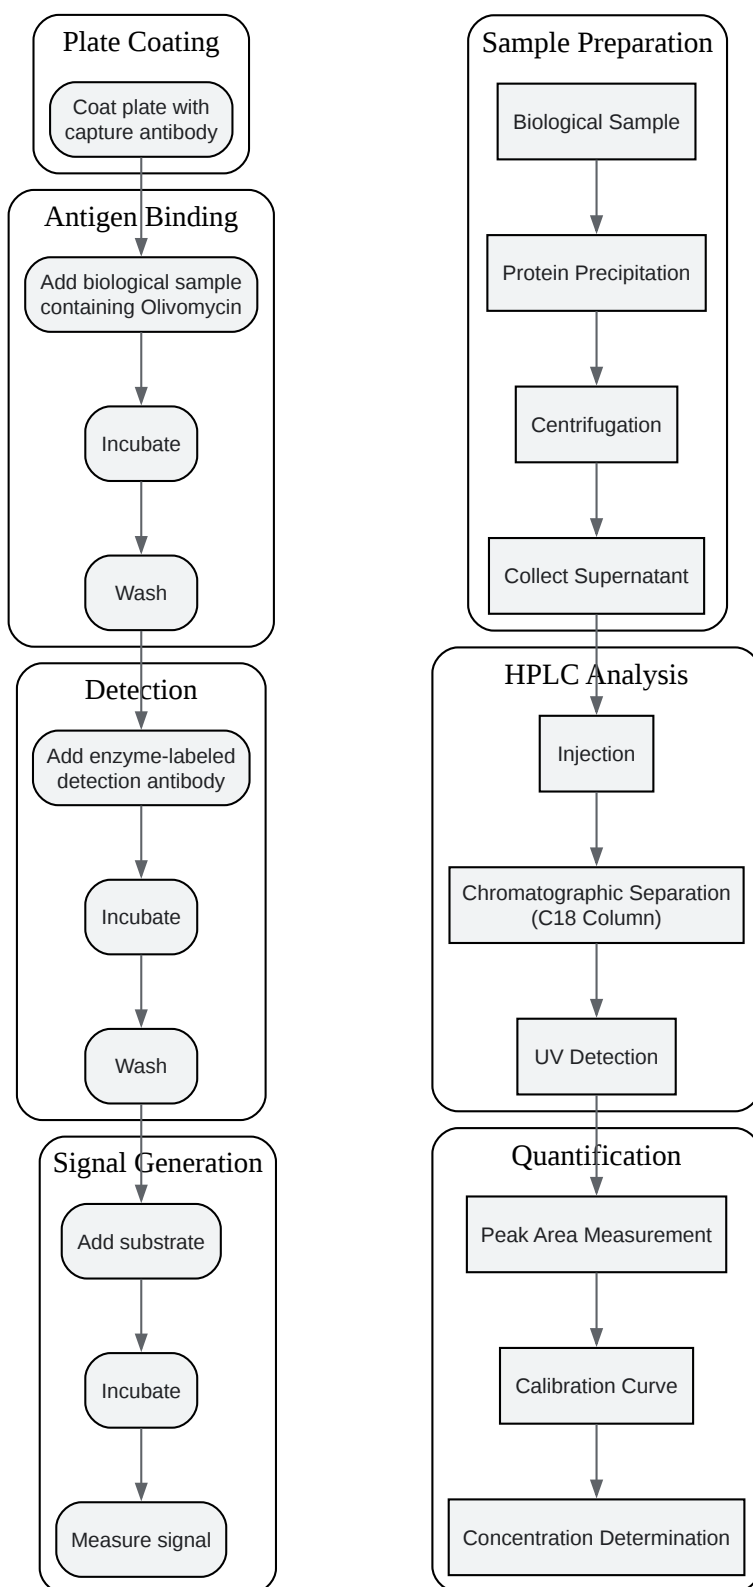 Plate Coating
Coat plate with
capture antibody
Antigen Binding
Add biological sample
containing Olivomycin
Incubate
Wash
Detection
Add enzyme-labeled
detection antibody
Incubate
Wash
Signal Generation
Add substrate
Incubate
Measure signal
Sample Preparation
Biological Sample
Protein Precipitation
Centrifugation
Collect Supernatant
HPLC Analysis
Injection
Chromatographic Separation
(C18 Column)
UV Detection
Quantification
Peak Area Measurement
Calibration Curve
Concentration Determination